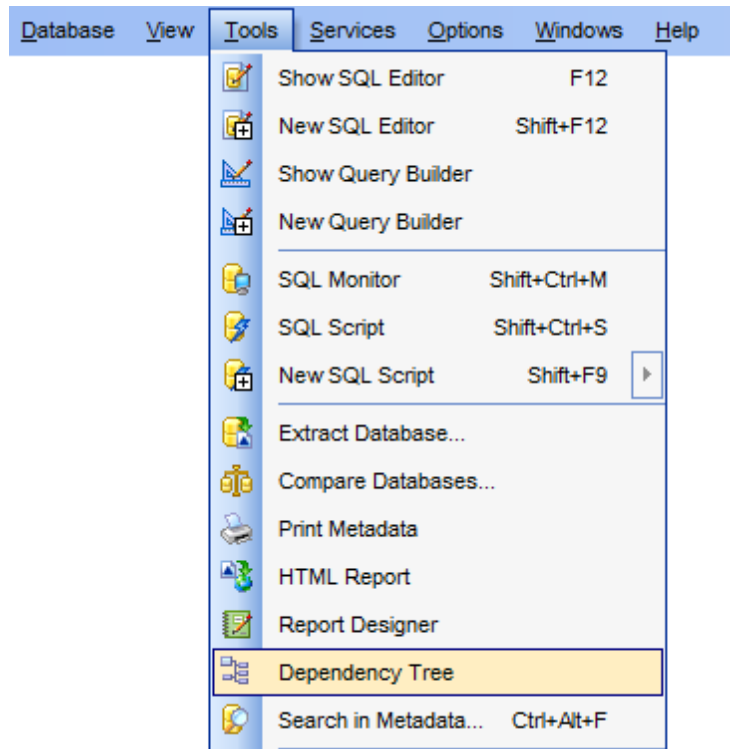 Database View Tools Services Options Windows Help
Show SQL Editor F12
New SQL Editor Shift+F12
Show Query Builder
New Query Builder
SQL Monitor Shift+Ctrl+M
SQL Script Shift+Ctrl+S
New SQL Script Shift+F9
Extract Database...
Compare Databases...
Print Metadata
HTML Report
Report Designer
Dependency Tree
Search in Metadata... Ctrl+Alt+F